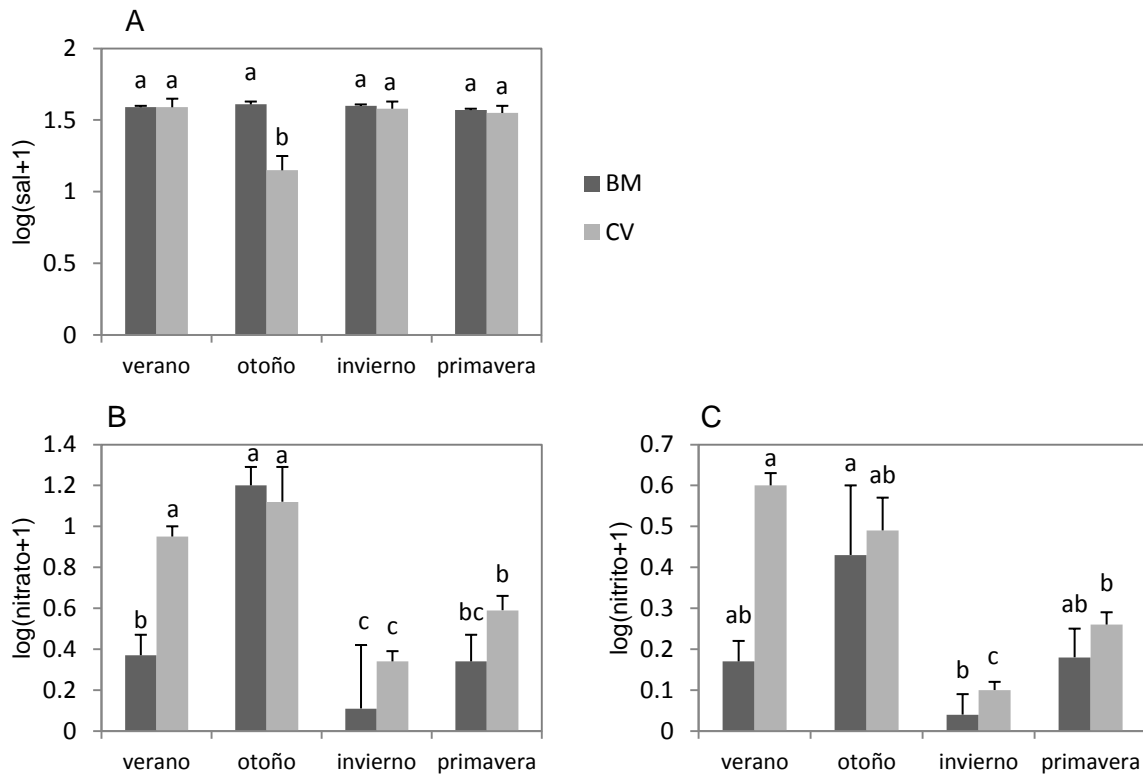 A
2
1.5
1
0.5
0
log(sal+1)
a a a b a a a a
verano otoño invierno primavera
BM
CV
B
1.4
1.2
1
0.8
0.6
0.4
0.2
0
log(nitrato+1)
b a a a c c bc b
verano otoño invierno primavera
C
0.7
0.6
0.5
0.4
0.3
0.2
0.1
0
log(nitrito+1)
ab a a ab b c ab b
verano otoño invierno primavera